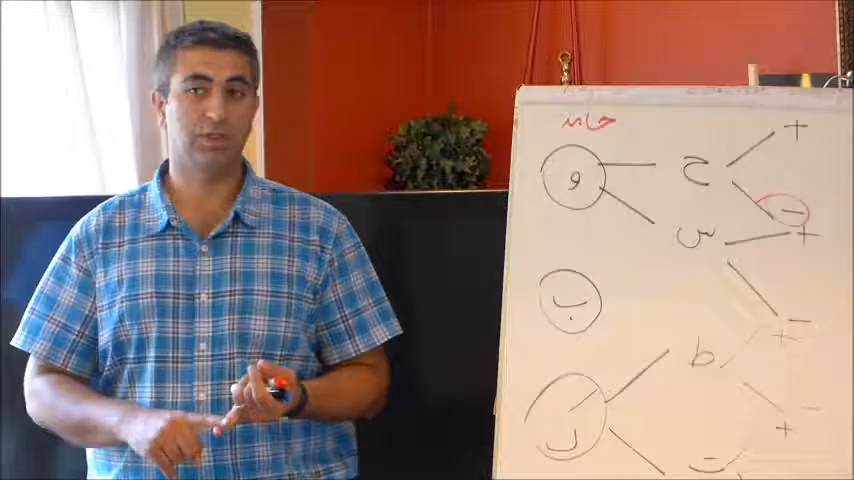 حامد
و ح +
-
س +
-
ب
ط + -
+ -
ل
ت